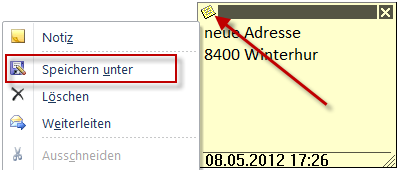 Notiz
Speichern unter
Löschen
Weiterleiten
Ausschneiden
neue Adresse
8400 Winterhur
08.05.2012 17:26